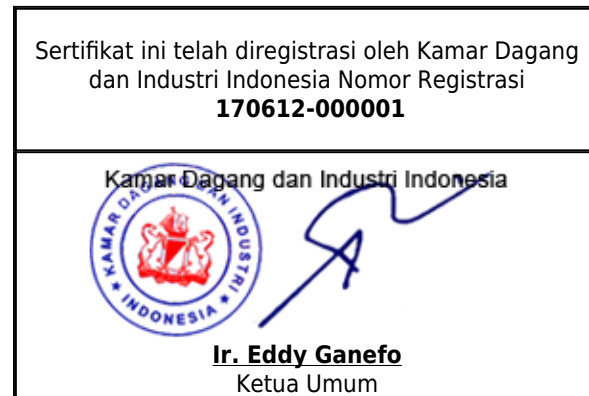 Sertifikat ini telah diregistrasi oleh Kamar Dagang
dan Industri Indonesia Nomor Registrasi
170612-000001
Kamar Dagang dan Industri Indonesia
KAMAR DAGANG DAN INDUSTRI
INDONESIA
Ir. Eddy Ganefo
Ketua Umum